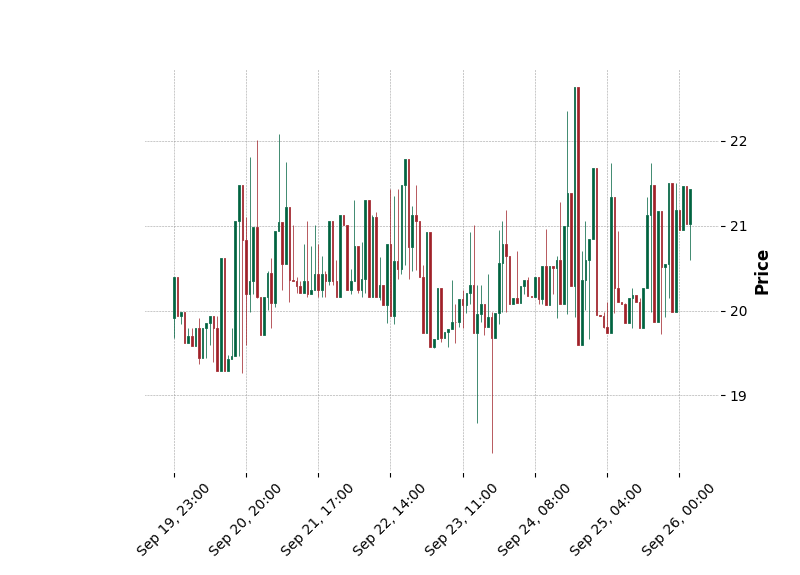 22
21
20
19
Price
Sep 19, 23:00
Sep 20, 20:00
Sep 21, 17:00
Sep 22, 14:00
Sep 23, 11:00
Sep 24, 08:00
Sep 25, 04:00
Sep 26, 00:00